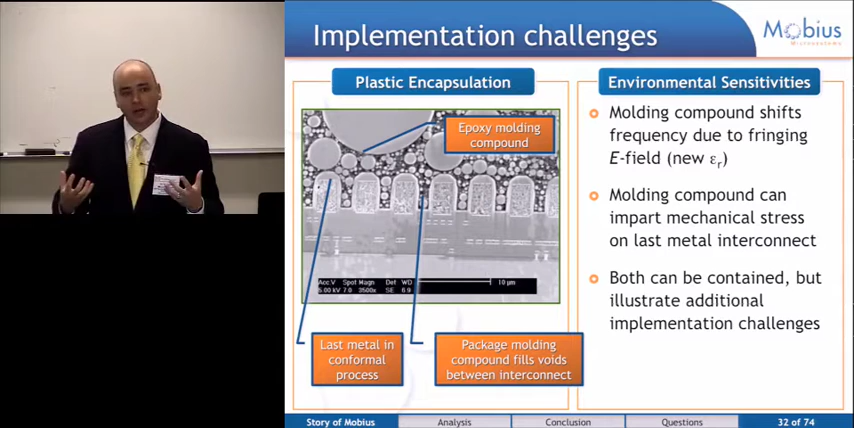 Implementation challenges
Mobius
MICROSYSTEMS
Plastic Encapsulation
Epoxy molding
compound
Acc.V Spot Magn Det WD
5.00 kV 7.0 3500x SE 6.9
10 μm
Last metal in
conformal
process
Package molding
compound fills voids
between interconnect
Environmental Sensitivities
Molding compound shifts
frequency due to fringing
E-field (new εr)
Molding compound can
impart mechanical stress
on last metal interconnect
Both can be contained, but
illustrate additional
implementation challenges
Story of Mobius
Analysis
Conclusion
Questions
32 of 74